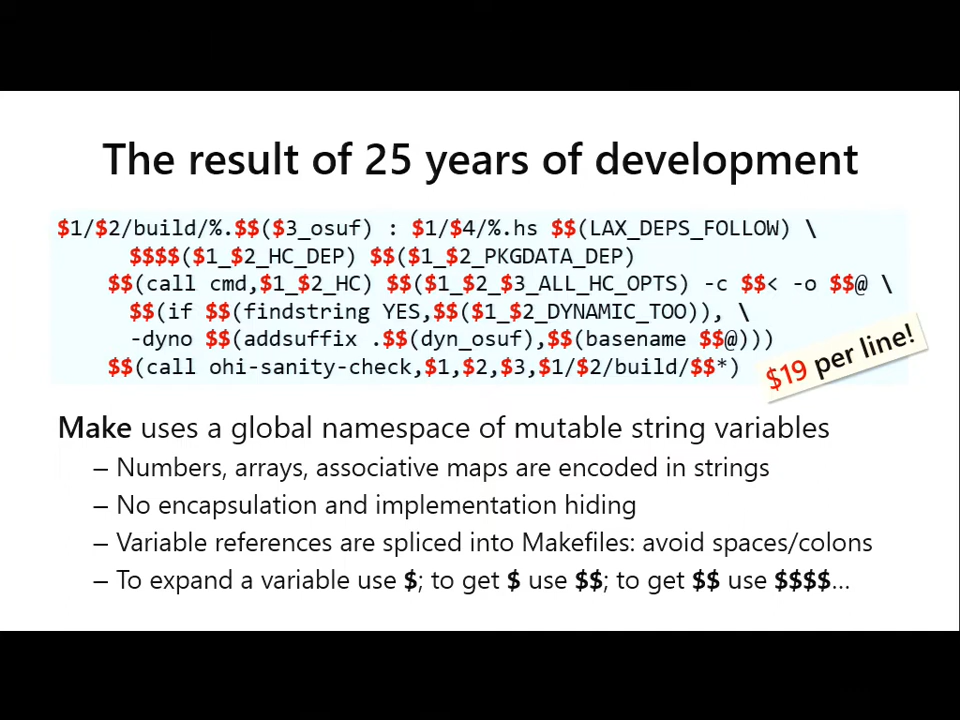 The result of 25 years of development
$1/$2/build/%.$$($3_osuf) : $1/$4/%.hs $$(LAX_DEPS_FOLLOW) \
$$$$($1_$2_HC_DEP) $$($1_$2_PKGDATA_DEP)
$$(call cmd,$1_$2_HC) $$($1_$2_$3_ALL_HC_OPTS) -c $$< -o $$@ \
$$(if $$(findstring YES,$$($1_$2_DYNAMIC_TOO)), \
-dyno $$(addsuffix .$$(dyn_osuf),$$(basename $$@)))
$$(call ohi-sanity-check,$1,$2,$3,$1/$2/build/$$*)
$19 per line!
Make uses a global namespace of mutable string variables
– Numbers, arrays, associative maps are encoded in strings
– No encapsulation and implementation hiding
– Variable references are spliced into Makefiles: avoid spaces/colons
– To expand a variable use $; to get $ use $$; to get $$ use $$$$…